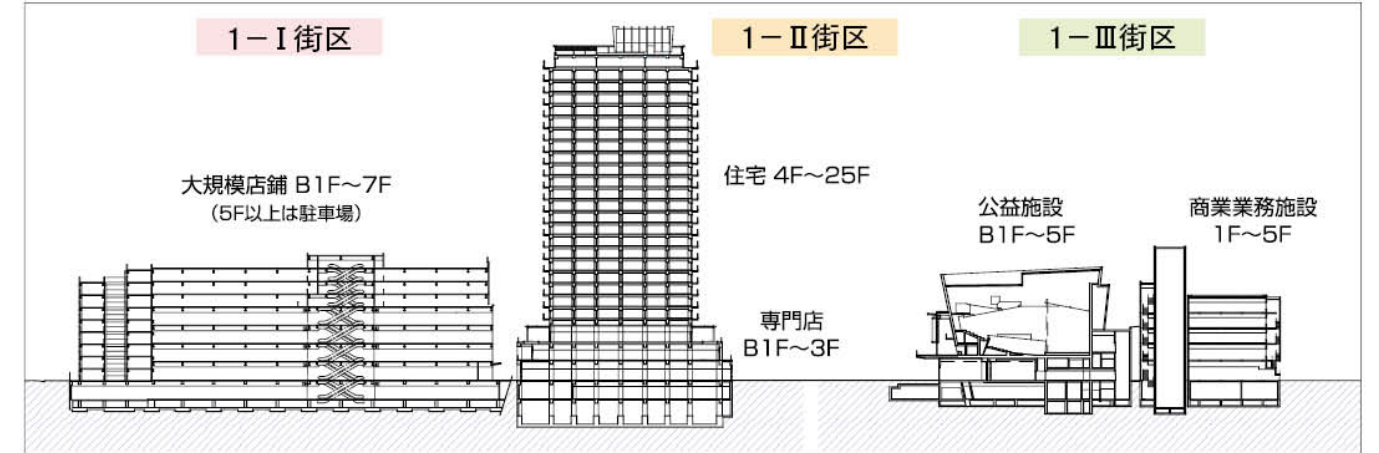 1－Ⅰ街区
1－Ⅱ街区
1－Ⅲ街区
大規模店舗 B1F～7F
（5F以上は駐車場）
住宅 4F～25F
専門店
B1F～3F
公益施設
B1F～5F
商業業務施設
1F～5F